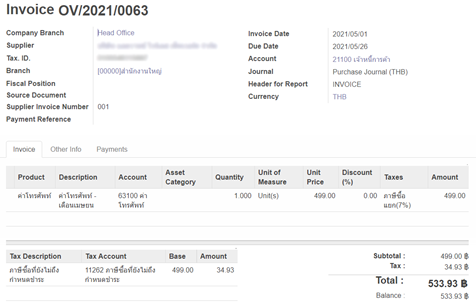 Invoice OV/2021/0063
Company Branch Head Office Invoice Date 2021/05/01
Supplier Due Date 2021/05/26
Tax. ID. Account 21100 เจ้าหนี้การค้า
Branch [00000]สำนักงานใหญ่ Journal Purchase Journal (THB)
Fiscal Position Header for Report INVOICE
Source Document Currency THB
Supplier Invoice Number 001
Payment Reference
Invoice Other Info Payments
Product Description Account Asset Category Quantity Unit of Measure Unit Price Discount (%) Taxes Amount
ค่าโทรศัพท์ ค่าโทรศัพท์ - 63100 ค่า 1.000 Unit(s) 499.00 0.00 ภาษีซื้อ 499.00
เดือนเมษายน โทรศัพท์ แยก(7%)
Tax Description Tax Account Base Amount Subtotal : 499.00 ฿
ภาษีซื้อที่ยังไม่ถึง 11262 ภาษีซื้อที่ยังไม่ถึง 499.00 34.93 Tax : 34.93 ฿
กำหนดชำระ กำหนดชำระ Total : 533.93 ฿
Balance : 533.93 ฿